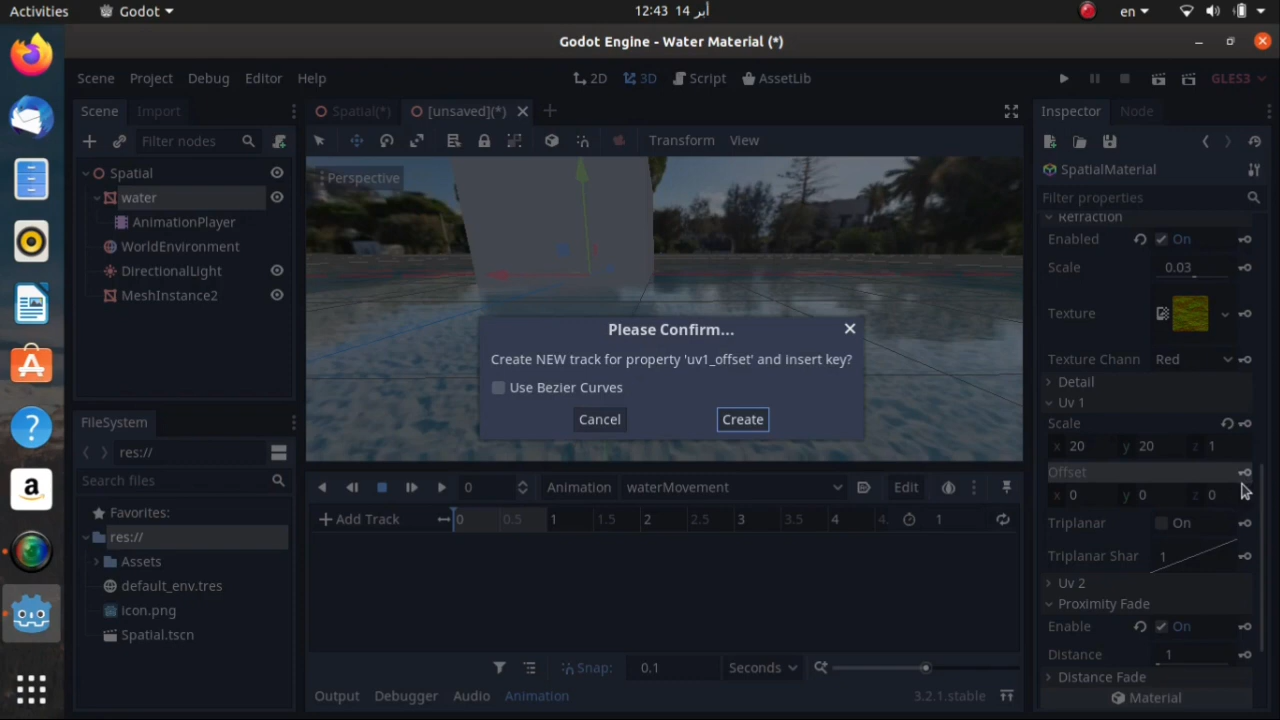 Activities
Godot
12:43 14 أبر
en
Godot Engine - Water Material (*)
Scene
Project
Debug
Editor
Help
2D
3D
Script
AssetLib
GLES3
Scene
Import
Spatial(*)
[unsaved](*)
Inspector
Node
Filter nodes
Transform
View
Spatial
water
AnimationPlayer
WorldEnvironment
DirectionalLight
MeshInstance2
Perspective
SpatialMaterial
Filter properties
Refraction
Enabled
On
Scale
0.03
Texture
Texture Chann
Red
Detail
Uv 1
Scale
x 20 y 20 z 1
Offset
x 0 y 0 z 0
Triplanar
On
Triplanar Shar
1
Uv 2
Proximity Fade
Enable
On
Distance
1
Distance Fade
Material
Please Confirm...
Create NEW track for property 'uv1_offset' and insert key?
Use Bezier Curves
Cancel
Create
FileSystem
res://
Search files
Favorites:
res://
Assets
default_env.tres
icon.png
Spatial.tscn
0
Animation
waterMovement
Edit
Add Track
0 0.5 1 1.5 2 2.5 3 3.5 4 4.
1
Snap:
0.1
Seconds
Output
Debugger
Audio
Animation
3.2.1.stable